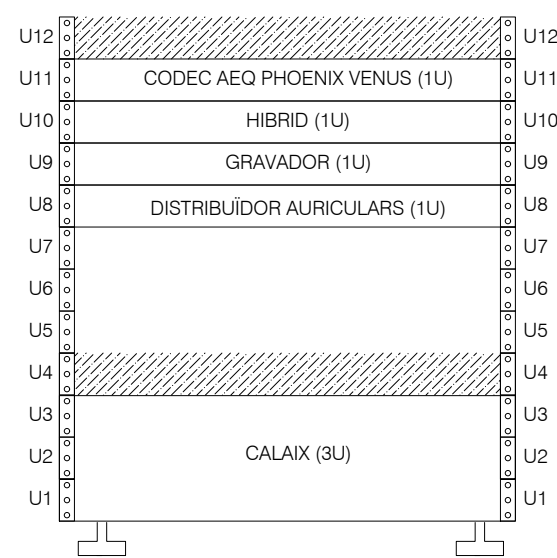 U12 U12
U11 CODEC AEQ PHOENIX VENUS (1U) U11
U10 HIBRID (1U) U10
U9 GRAVADOR (1U) U9
U8 DISTRIBUÏDOR AURICULARS (1U) U8
U7 U7
U6 U6
U5 U5
U4 U4
U3 U3
U2 CALAIX (3U) U2
U1 U1